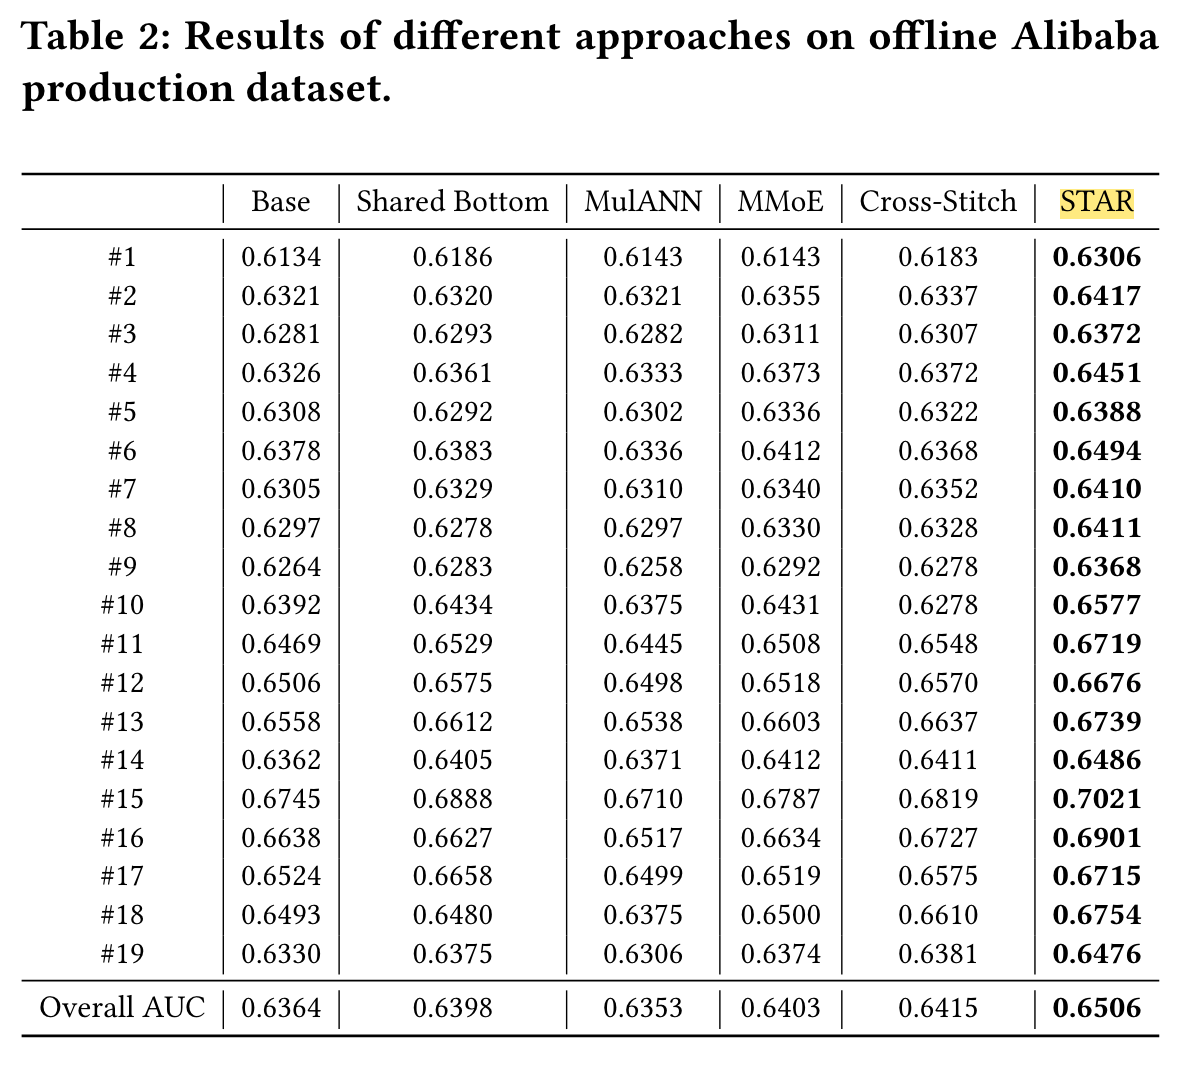 Table 2: Results of different approaches on offline Alibaba
production dataset.
Base Shared Bottom MulANN MMoE Cross-Stitch STAR
#1 0.6134 0.6186 0.6143 0.6143 0.6183 0.6306
#2 0.6321 0.6320 0.6321 0.6355 0.6337 0.6417
#3 0.6281 0.6293 0.6282 0.6311 0.6307 0.6372
#4 0.6326 0.6361 0.6333 0.6373 0.6372 0.6451
#5 0.6308 0.6292 0.6302 0.6336 0.6322 0.6388
#6 0.6378 0.6383 0.6336 0.6412 0.6368 0.6494
#7 0.6305 0.6329 0.6310 0.6340 0.6352 0.6410
#8 0.6297 0.6278 0.6297 0.6330 0.6328 0.6411
#9 0.6264 0.6283 0.6258 0.6292 0.6278 0.6368
#10 0.6392 0.6434 0.6375 0.6431 0.6278 0.6577
#11 0.6469 0.6529 0.6445 0.6508 0.6548 0.6719
#12 0.6506 0.6575 0.6498 0.6518 0.6570 0.6676
#13 0.6558 0.6612 0.6538 0.6603 0.6637 0.6739
#14 0.6362 0.6405 0.6371 0.6412 0.6411 0.6486
#15 0.6745 0.6888 0.6710 0.6787 0.6819 0.7021
#16 0.6638 0.6627 0.6517 0.6634 0.6727 0.6901
#17 0.6524 0.6658 0.6499 0.6519 0.6575 0.6715
#18 0.6493 0.6480 0.6375 0.6500 0.6610 0.6754
#19 0.6330 0.6375 0.6306 0.6374 0.6381 0.6476
Overall AUC 0.6364 0.6398 0.6353 0.6403 0.6415 0.6506